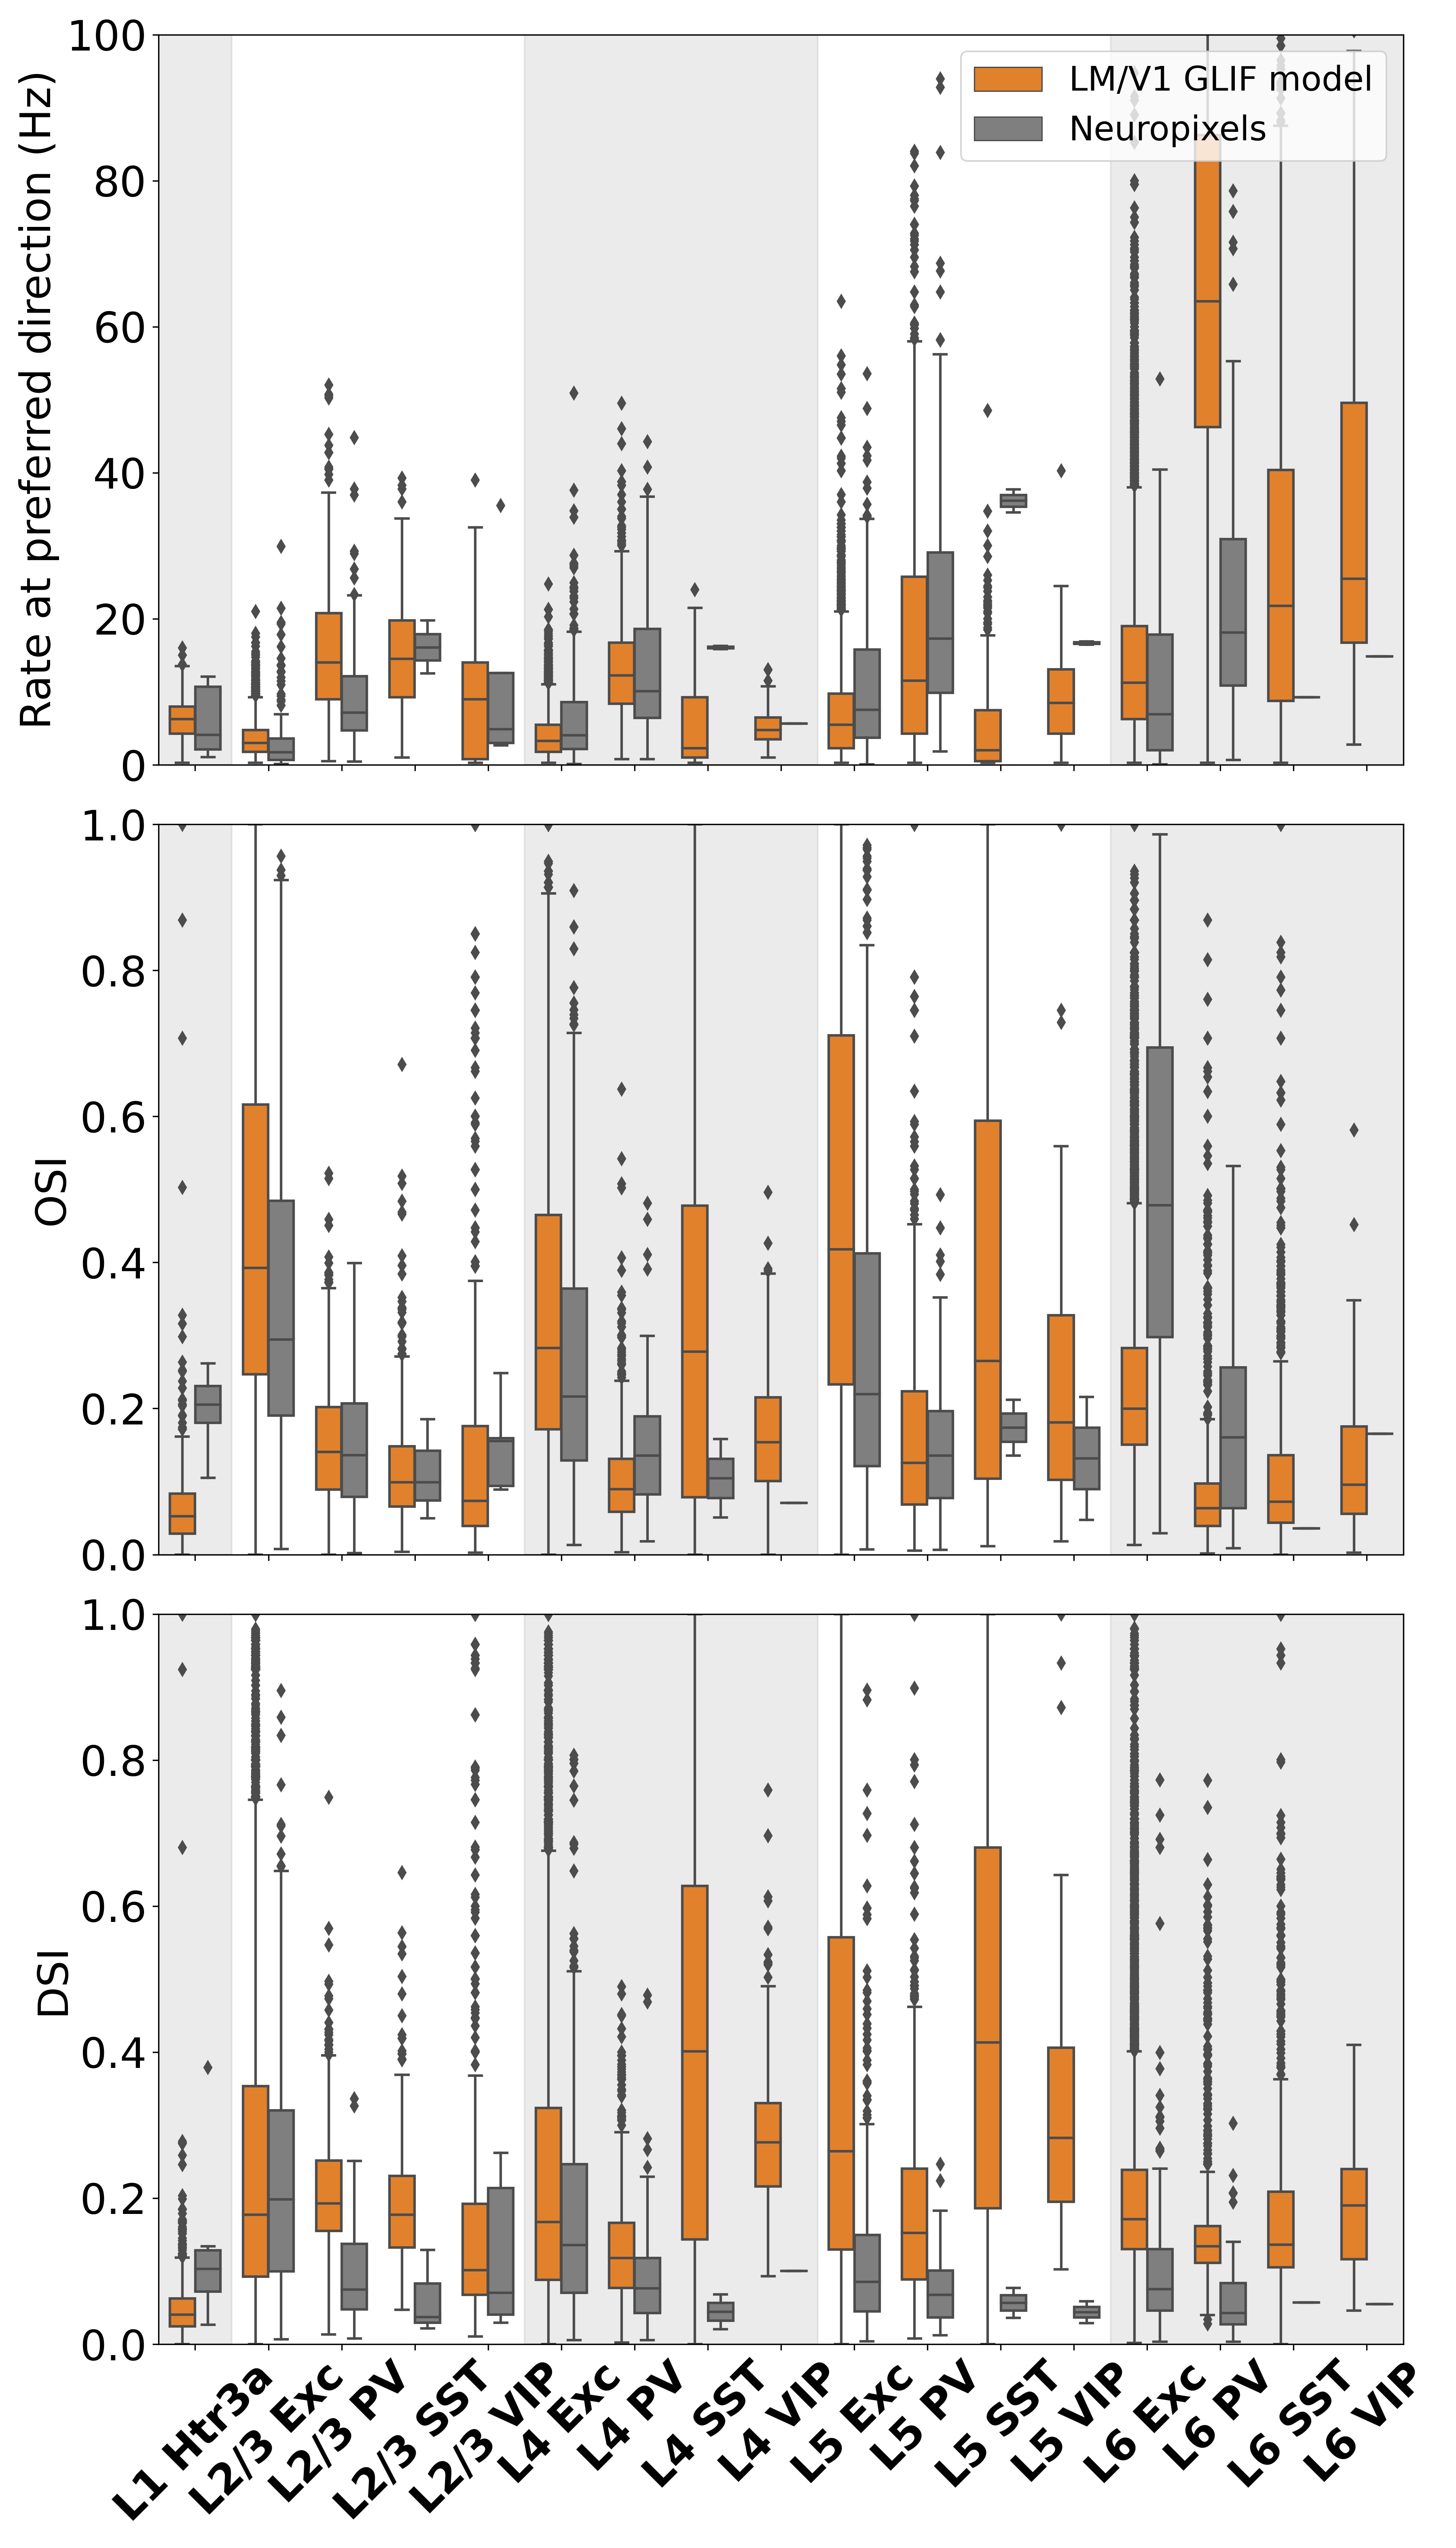 Rate at preferred direction (Hz)
100
80
60
40
20
0
LM/V1 GLIF model
Neuropixels
OSI
1.0
0.8
0.6
0.4
0.2
0.0
DSI
1.0
0.8
0.6
0.4
0.2
0.0
L1 Htr3a
L2/3 Exc
L2/3 PV
L2/3 SST
L2/3 VIP
L4 Exc
L4 PV
L4 SST
L4 VIP
L5 Exc
L5 PV
L5 SST
L5 VIP
L6 Exc
L6 PV
L6 SST
L6 VIP